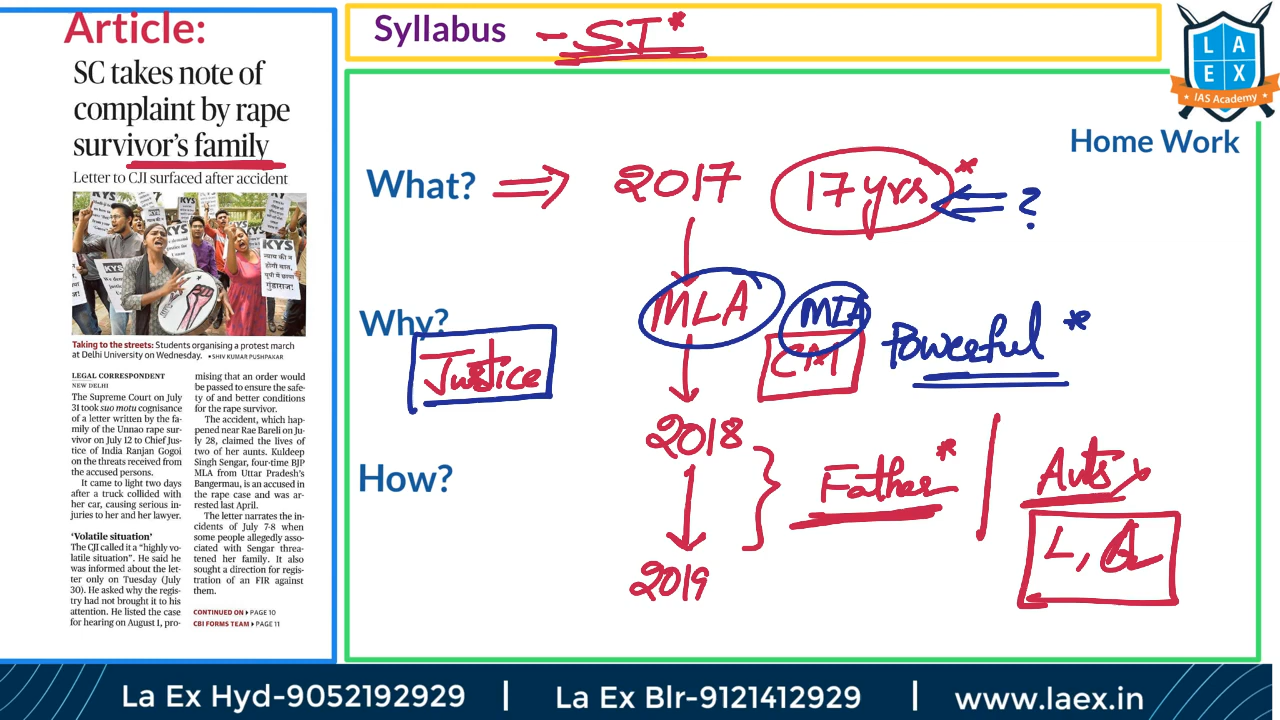 Article:
SC takes note of
complaint by rape
survivor's family
Letter to CJI surfaced after accident
KYS
KYS
KYS
KYS
Taking to the streets: Students organising a protest march
at Delhi University on Wednesday. • SHIV KUMAR PUSHPAKAR
LEGAL CORRESPONDENT
NEW DELHI
The Supreme Court on July
31 took suo motu cognisance
of a letter written by the fa-
mily of the Unnao rape sur-
vivor on July 12 to Chief Jus-
tice of India Ranjan Gogoi
on the threats received from
the accused persons.
It came to light two days
after a truck collided with
her car, causing serious in-
juries to her and her lawyer.
'Volatile situation'
The CJI called it a "highly vo-
latile situation". He said he
was informed about the let-
ter only on Tuesday (July
30). He asked why the regis-
try had not brought it to his
attention. He listed the case
for hearing on August 1, pro-
mising that an order would
be passed to ensure the safe-
ty of and better conditions
for the rape survivor.
The accident, which hap-
pened near Rae Bareli on Ju-
ly 28, claimed the lives of
two of her aunts. Kuldeep
Singh Sengar, four-time BJP
MLA from Uttar Pradesh's
Bangermau, is an accused in
the rape case and was ar-
rested last April.
The letter narrates the in-
cidents of July 7-8 when
some people allegedly asso-
ciated with Sengar threa-
tened her family. It also
sought a direction for regis-
tration of an FIR against
them.
CONTINUED ON ▸ PAGE 10
CBI FORMS TEAM ▸ PAGE 11
Syllabus - SJ*
LA
EX
IAS Academy
Home Work
What? ⇒ 2017 17 yrs * ?
Why? MLA MLA Powerful *
Justice CM
2018
How? Father * Aunts
L,
2019
La Ex Hyd-9052192929 | La Ex Blr-9121412929 | www.laex.in